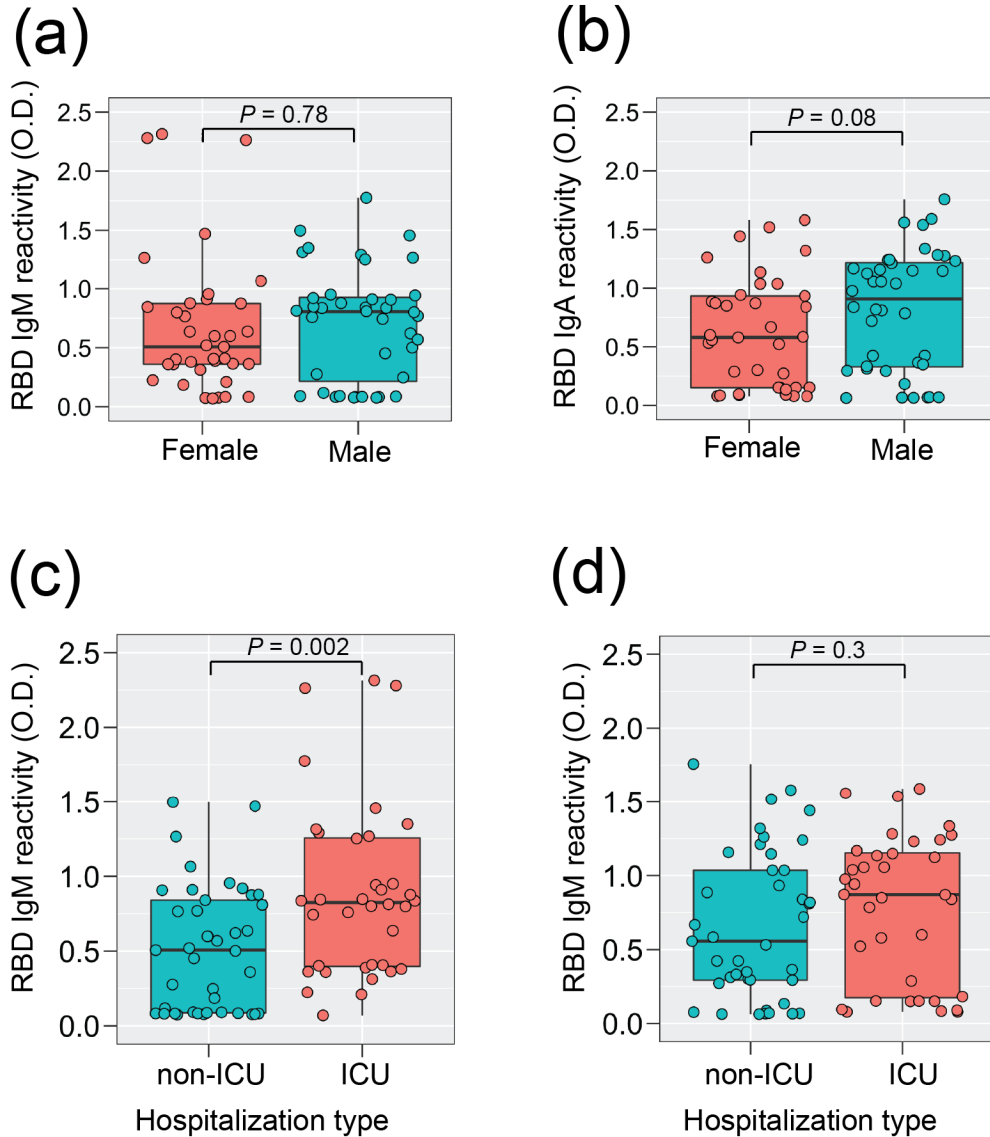 (a)
RBD IgM reactivity (O.D.)
2.5
2.0
1.5
1.0
0.5
0.0
P = 0.78
Female
Male
(b)
RBD IgA reactivity (O.D.)
2.5
2.0
1.5
1.0
0.5
0.0
P = 0.08
Female
Male
(c)
RBD IgM reactivity (O.D.)
2.5
2.0
1.5
1.0
0.5
0.0
P = 0.002
non-ICU
ICU
Hospitalization type
(d)
RBD IgM reactivity (O.D.)
2.5
2.0
1.5
1.0
0.5
0.0
P = 0.3
non-ICU
ICU
Hospitalization type